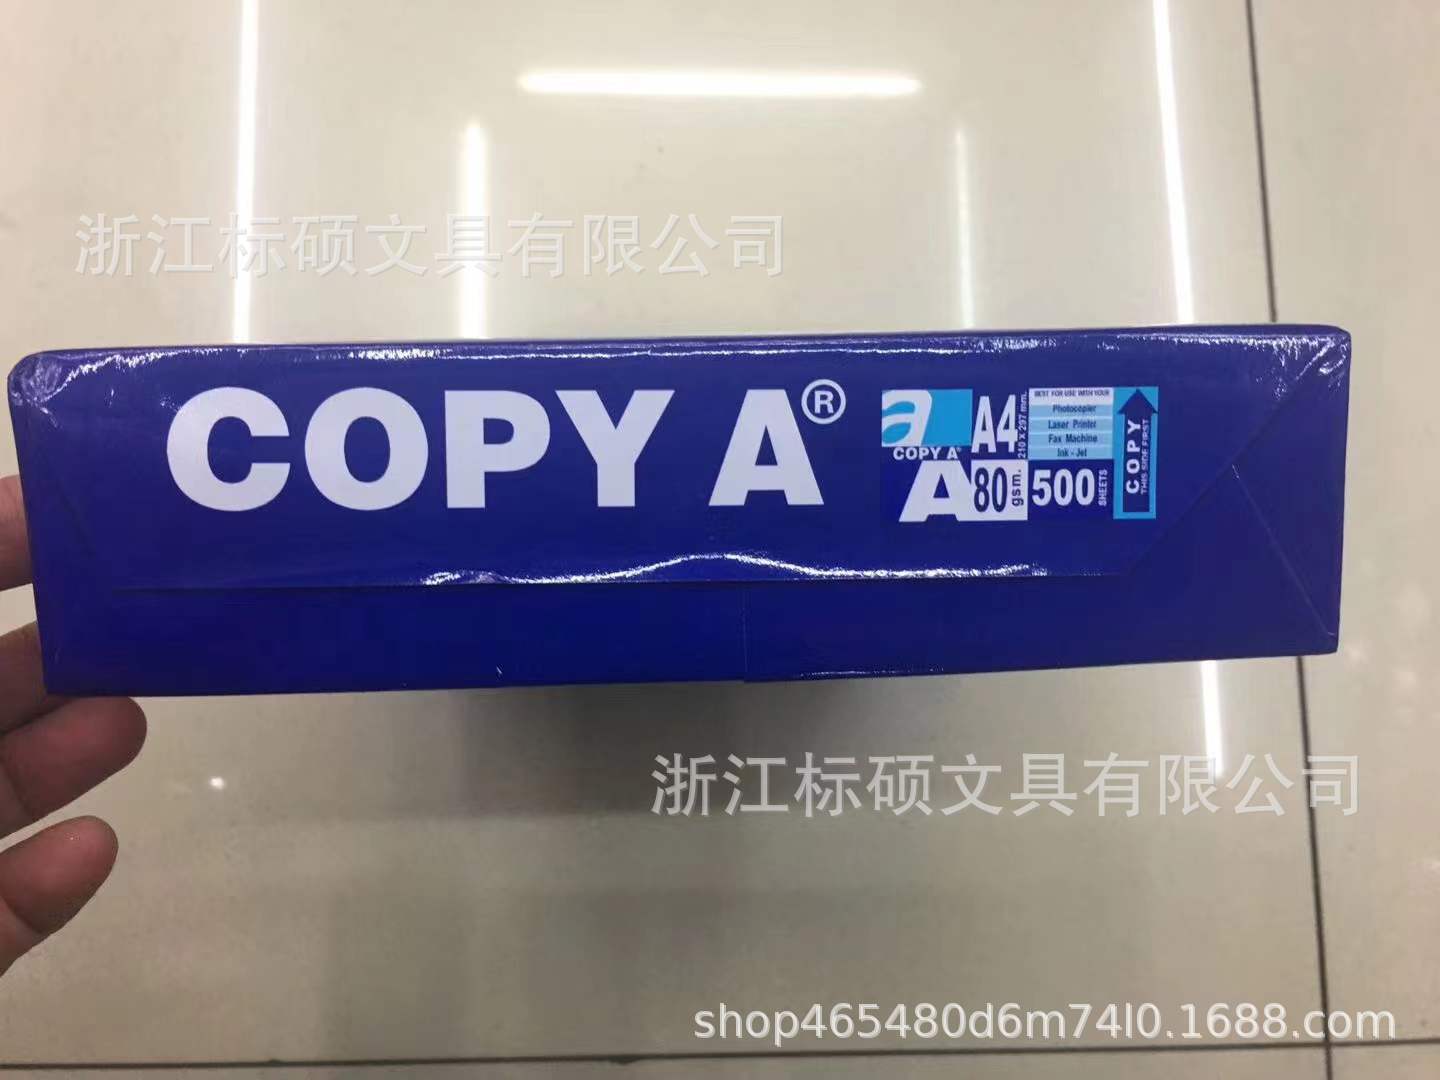 浙江标硕文具有限公司
COPY A®
a
COPY A®
A
A4
210 X 297 mm.
80
gsm.
BEST FOR USE WITH YOUR
Photocopier
Laser Printer
Fax Machine
Ink - Jet
500
SHEETS
COPY
THIS SIDE FIRST
浙江标硕文具有限公司
shop465480d6m74l0.1688.com